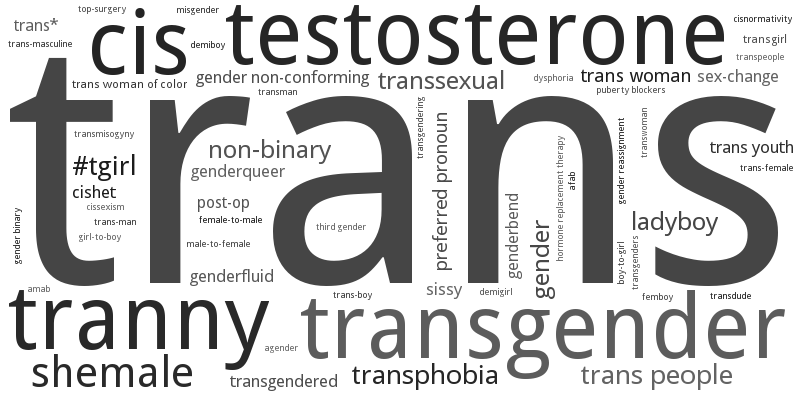 top-surgery
misgender
trans*
cis
testosterone
cisnormativity
trans-masculine
demiboy
transgirl
transpeople
trans woman of color
gender non-conforming
transsexual
dysphoria
trans woman
sex-change
transman
puberty blockers
trans
transmisogyny
#tgirl
non-binary
transgendering
preferred pronoun
hormone replacement therapy
afab
gender reassignment
transwoman
trans youth
trans-female
genderqueer
cishet
post-op
cissexism
trans-man
female-to-male
third gender
genderbend
gender
ladyboy
gender binary
girl-to-boy
male-to-female
boy-to-girl
transgenders
genderfluid
amab
trans-boy
sissy
demigirl
femboy
transdude
tranny
transgender
agender
shemale
transgendered
transphobia
trans people